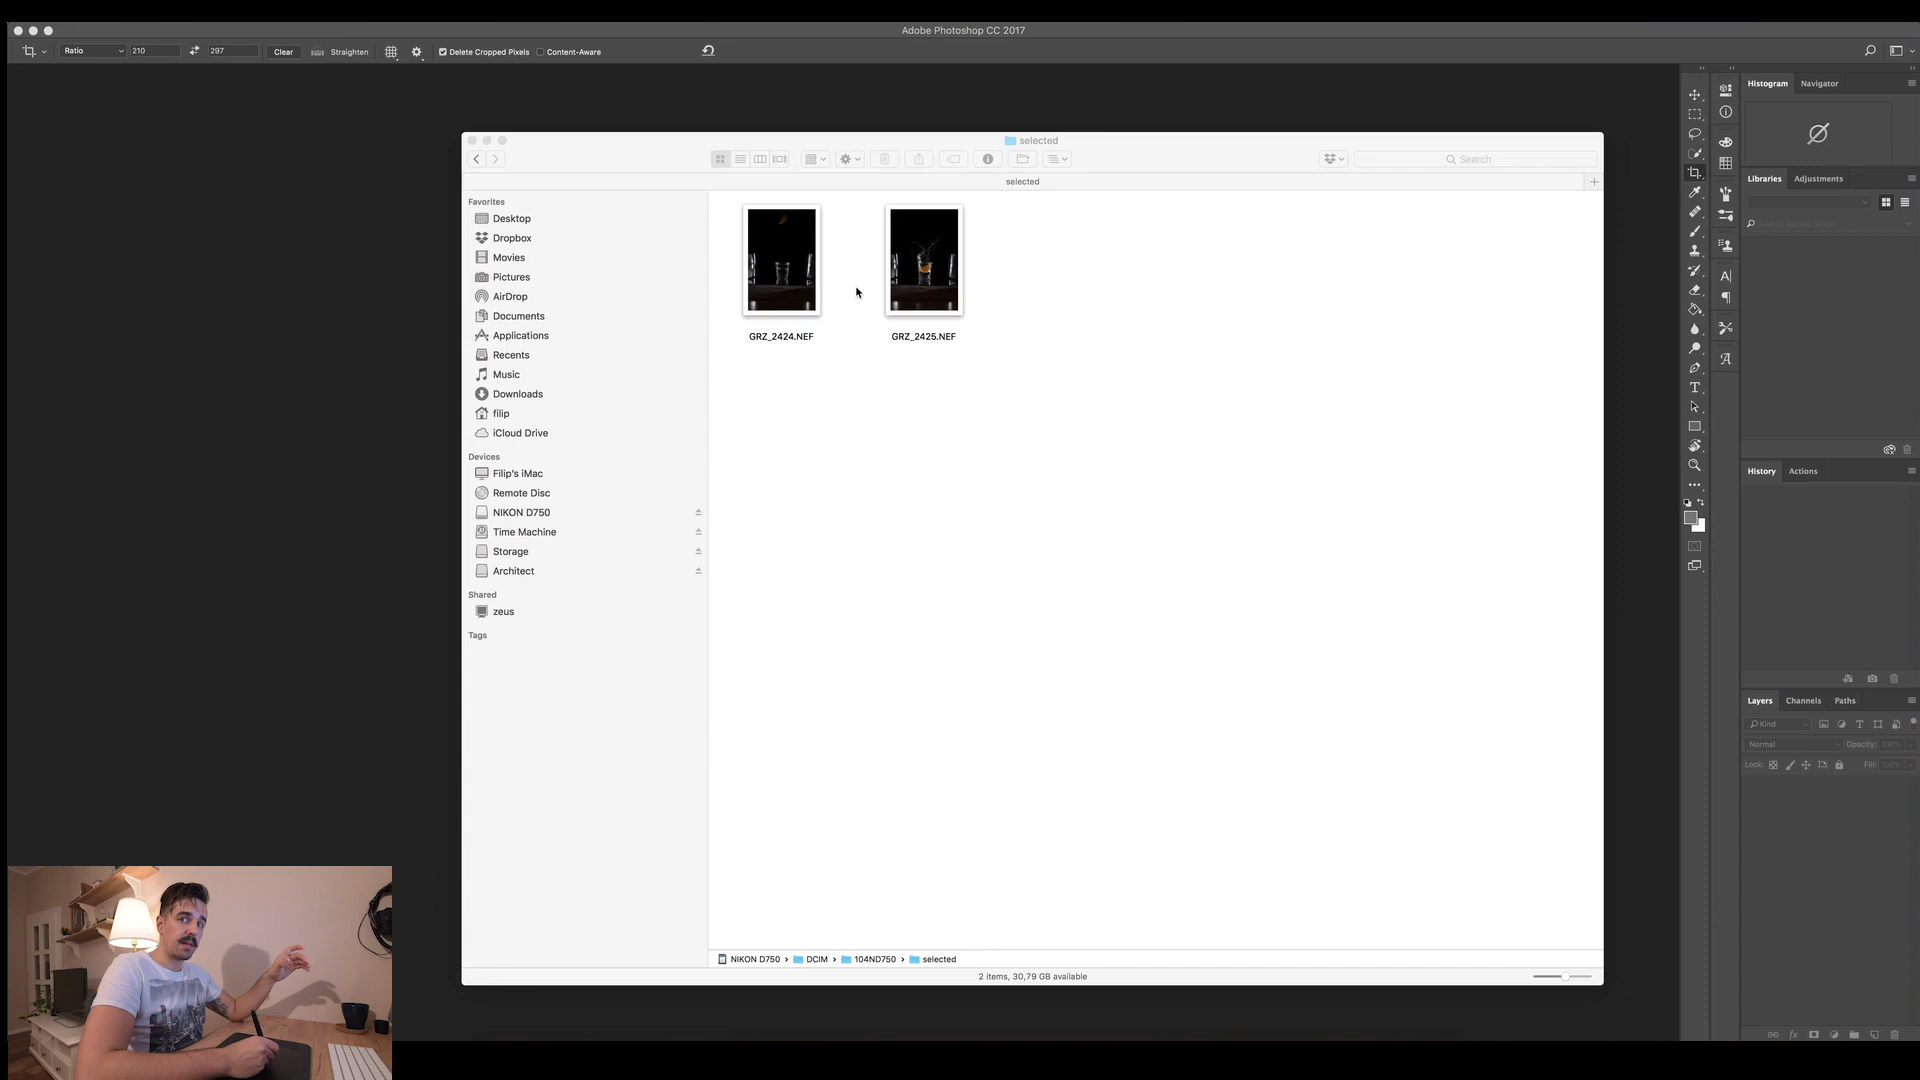 Adobe Photoshop CC 2017
Ratio 210 297 Clear Straighten Delete Cropped Pixels Content-Aware
Histogram Navigator
selected
Search
selected
Libraries Adjustments
Favorites
Desktop
Dropbox
Movies
Pictures
AirDrop
Documents
Applications
Recents
Music
Downloads
filip
iCloud Drive
GRZ_2424.NEF GRZ_2425.NEF
Devices
Filip's iMac
Remote Disc
NIKON D750
Time Machine
Storage
Architect
Shared
zeus
Tags
History Actions
Layers Channels Paths
Kind
Normal Opacity: 100%
Lock: Fill: 100%
NIKON D750 › DCIM › 104ND750 › selected
2 items, 30,79 GB available